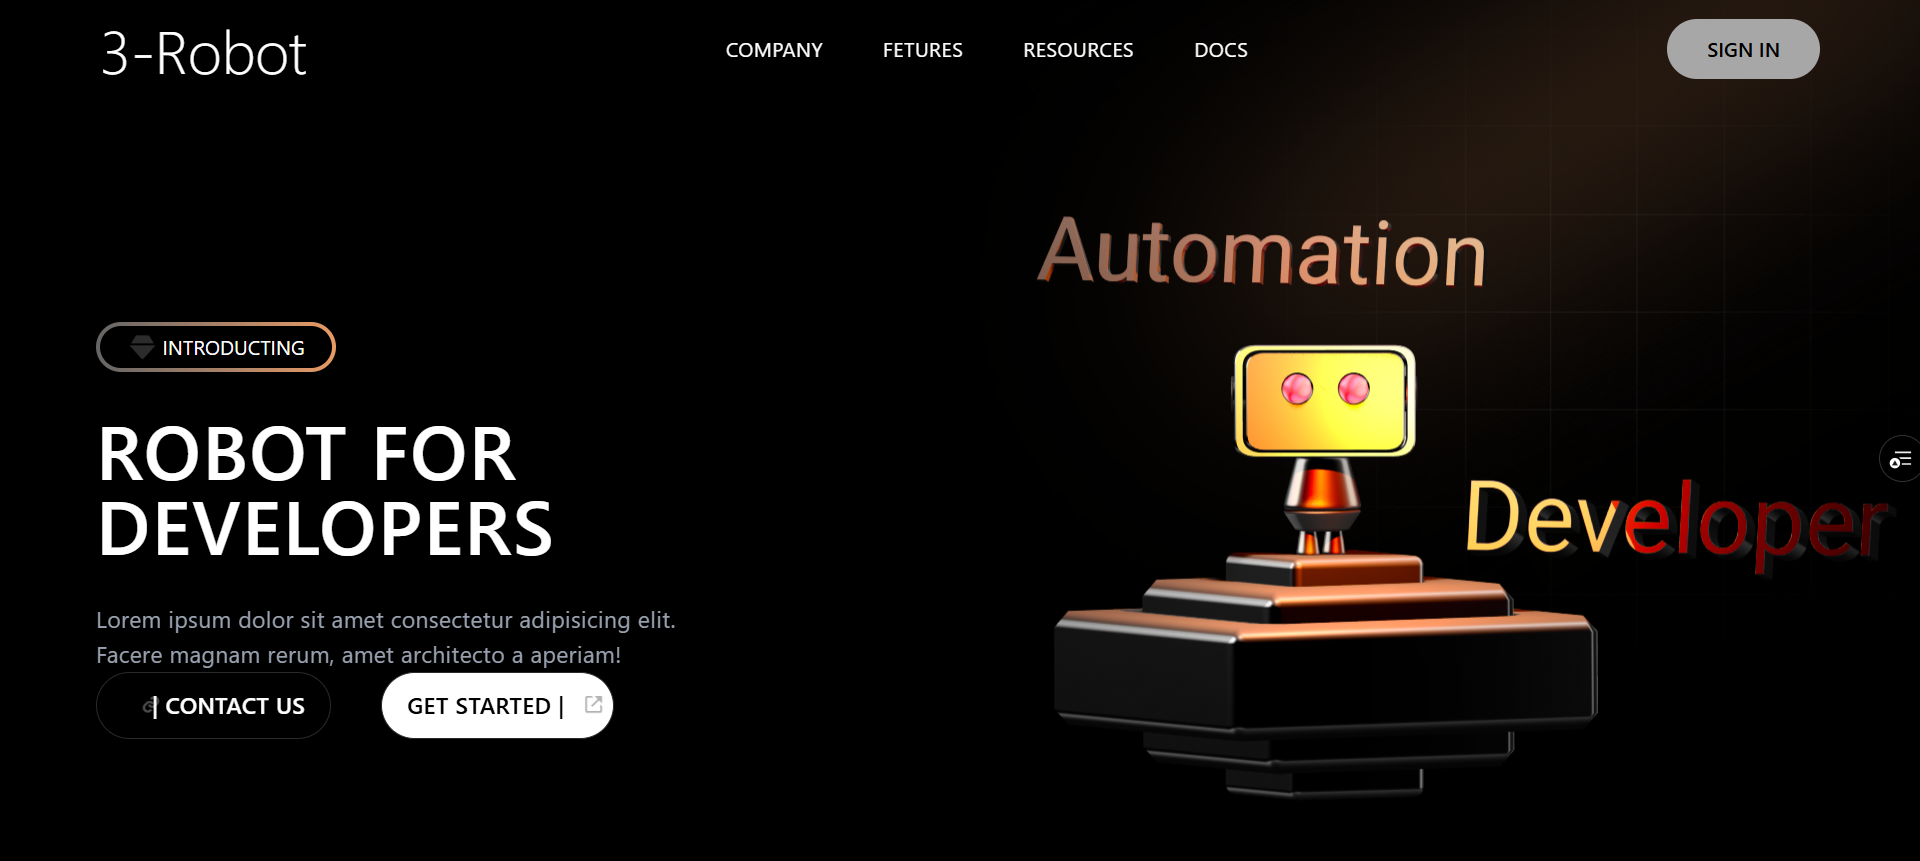 3-Robot
COMPANY
FETURES
RESOURCES
DOCS
SIGN IN
Automation
INTRODUCTING
ROBOT FOR
DEVELOPERS
Developer
Lorem ipsum dolor sit amet consectetur adipisicing elit.
Facere magnam rerum, amet architecto a aperiam!
| CONTACT US
GET STARTED |